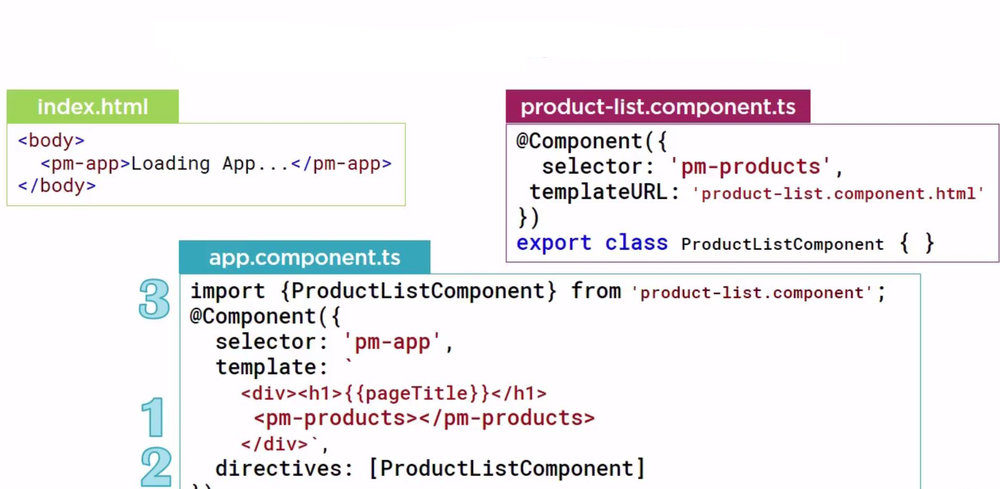 index.html
<body>
<pm-app>Loading App...</pm-app>
</body>
product-list.component.ts
@Component({
selector: 'pm-products',
templateURL: 'product-list.component.html'
})
export class ProductListComponent { }
app.component.ts
3 import {ProductListComponent} from 'product-list.component';
@Component({
selector: 'pm-app',
template: `
<div><h1>{{pageTitle}}</h1>
1 <pm-products></pm-products>
</div>`,
2 directives: [ProductListComponent]
})